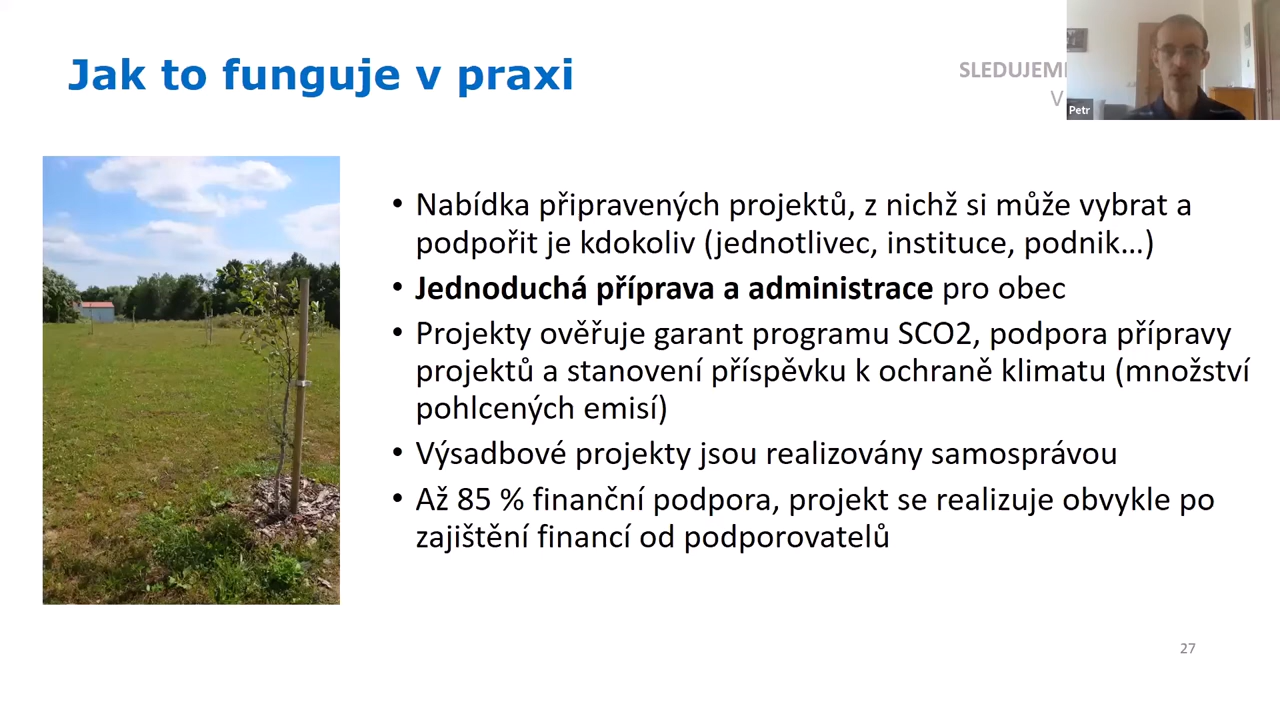 Jak to funguje v praxi
SLEDUJEME
V
Petr
• Nabídka připravených projektů, z nichž si může vybrat a
podpořit je kdokoliv (jednotlivec, instituce, podnik…)
• Jednoduchá příprava a administrace pro obec
• Projekty ověřuje garant programu SCO2, podpora přípravy
projektů a stanovení příspěvku k ochraně klimatu (množství
pohlcených emisí)
• Výsadbové projekty jsou realizovány samosprávou
• Až 85 % finanční podpora, projekt se realizuje obvykle po
zajištění financí od podporovatelů
27